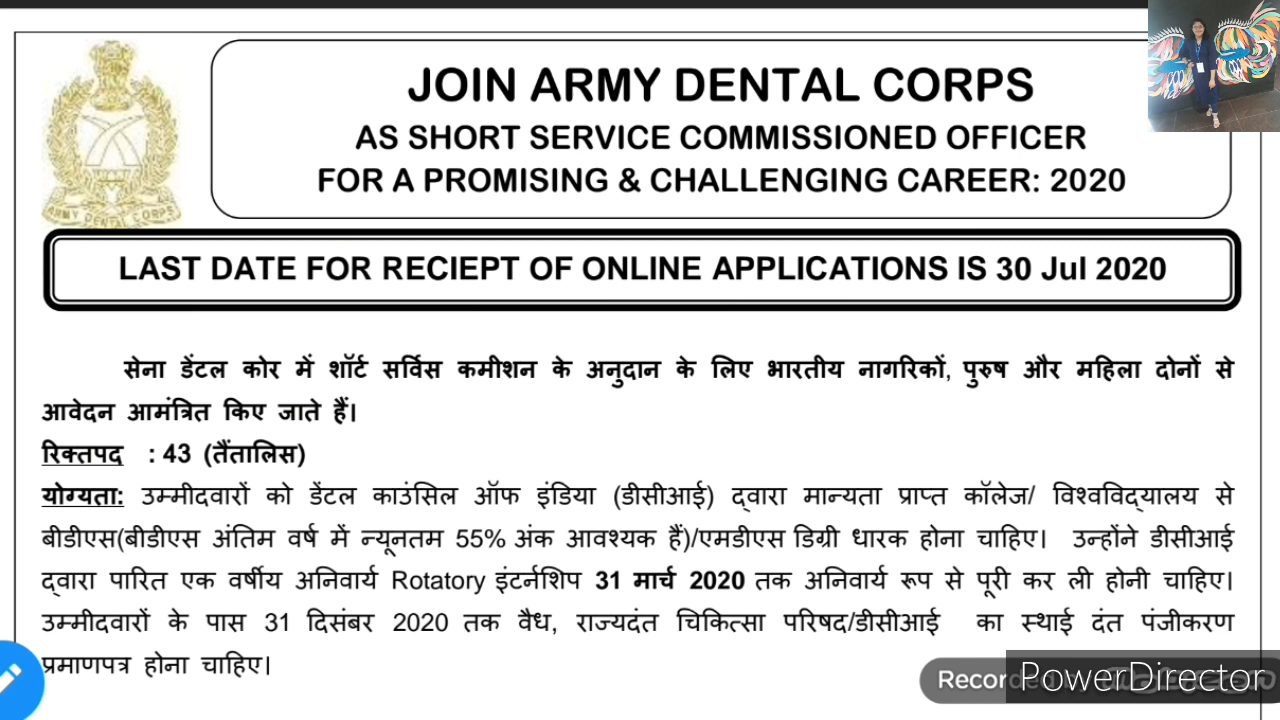 JOIN ARMY DENTAL CORPS
AS SHORT SERVICE COMMISSIONED OFFICER
FOR A PROMISING & CHALLENGING CAREER: 2020
ARMY DENTAL CORPS
LAST DATE FOR RECIEPT OF ONLINE APPLICATIONS IS 30 Jul 2020
सेना डेंटल कोर में शॉर्ट सर्विस कमीशन के अनुदान के लिए भारतीय नागरिकों, पुरुष और महिला दोनों से
आवेदन आमंत्रित किए जाते हैं।
रिक्तपद : 43 (तैंतालिस)
योग्यता: उम्मीदवारों को डेंटल काउंसिल ऑफ इंडिया (डीसीआई) द्वारा मान्यता प्राप्त कॉलेज/ विश्वविद्यालय से
बीडीएस(बीडीएस अंतिम वर्ष में न्यूनतम 55% अंक आवश्यक हैं)/एमडीएस डिग्री धारक होना चाहिए। उन्होंने डीसीआई
द्वारा पारित एक वर्षीय अनिवार्य Rotatory इंटर्नशिप 31 मार्च 2020 तक अनिवार्य रूप से पूरी कर ली होनी चाहिए।
उम्मीदवारों के पास 31 दिसंबर 2020 तक वैध, राज्यदंत चिकित्सा परिषद/डीसीआई का स्थाई दंत पंजीकरण
प्रमाणपत्र होना चाहिए।
PowerDirector